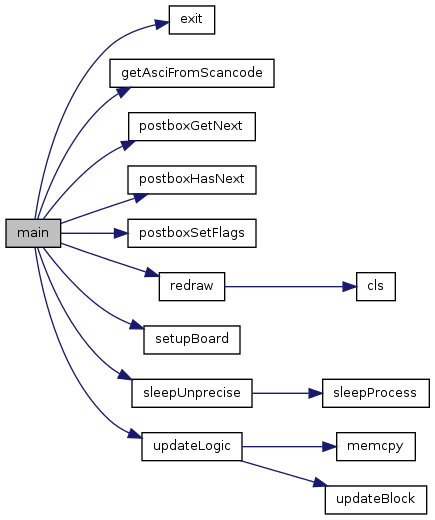 exit
getAsciFromScancode
postboxGetNext
postboxHasNext
main
postboxSetFlags
redraw
cls
setupBoard
sleepUnprecise
sleepProcess
updateLogic
memcpy
updateBlock